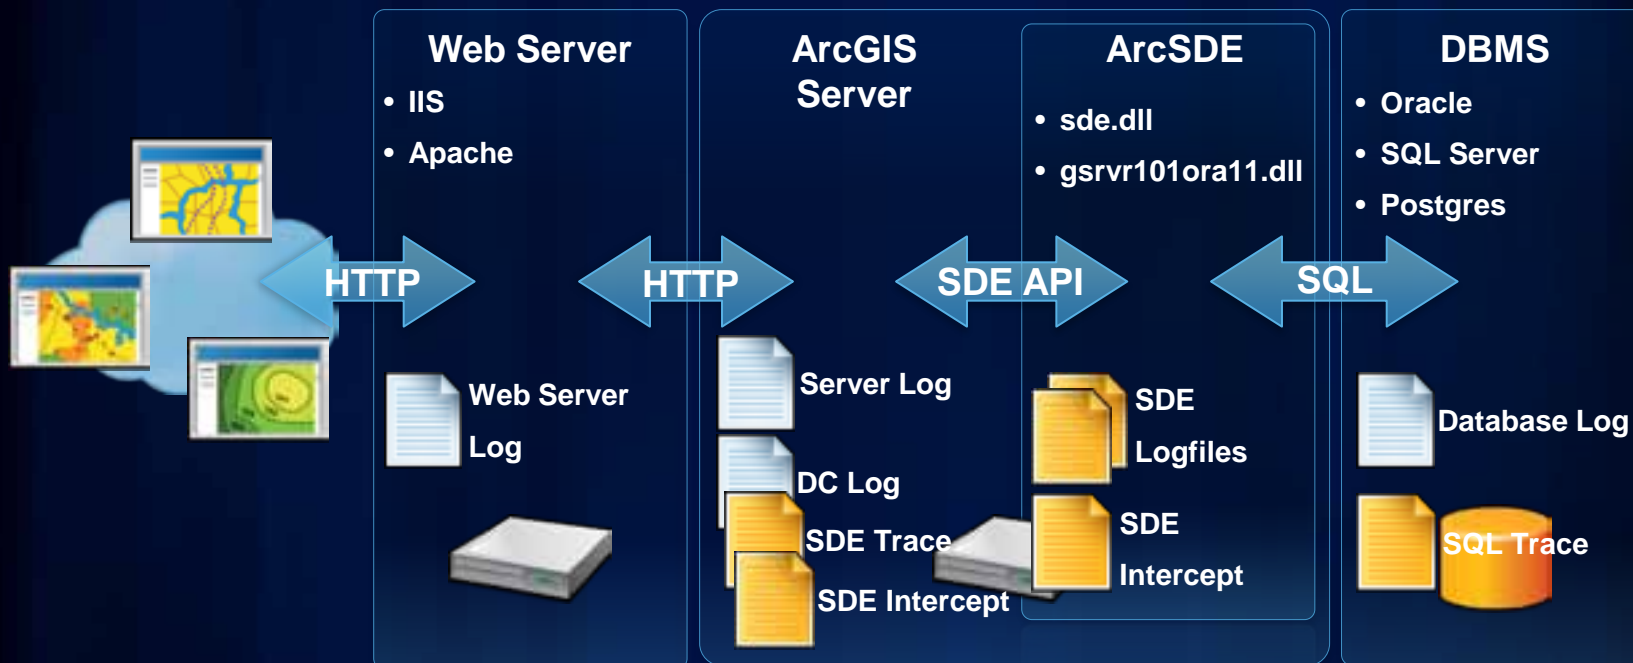 Web Server
• IIS
• Apache
ArcGIS
Server
ArcSDE
• sde.dll
• gsrvr101ora11.dll
DBMS
• Oracle
• SQL Server
• Postgres
HTTP
HTTP
SDE API
SQL
Web Server
Log
Server Log
DC Log
SDE Trace
SDE Intercept
SDE
Logfiles
SDE
Intercept
Database Log
SQL Trace